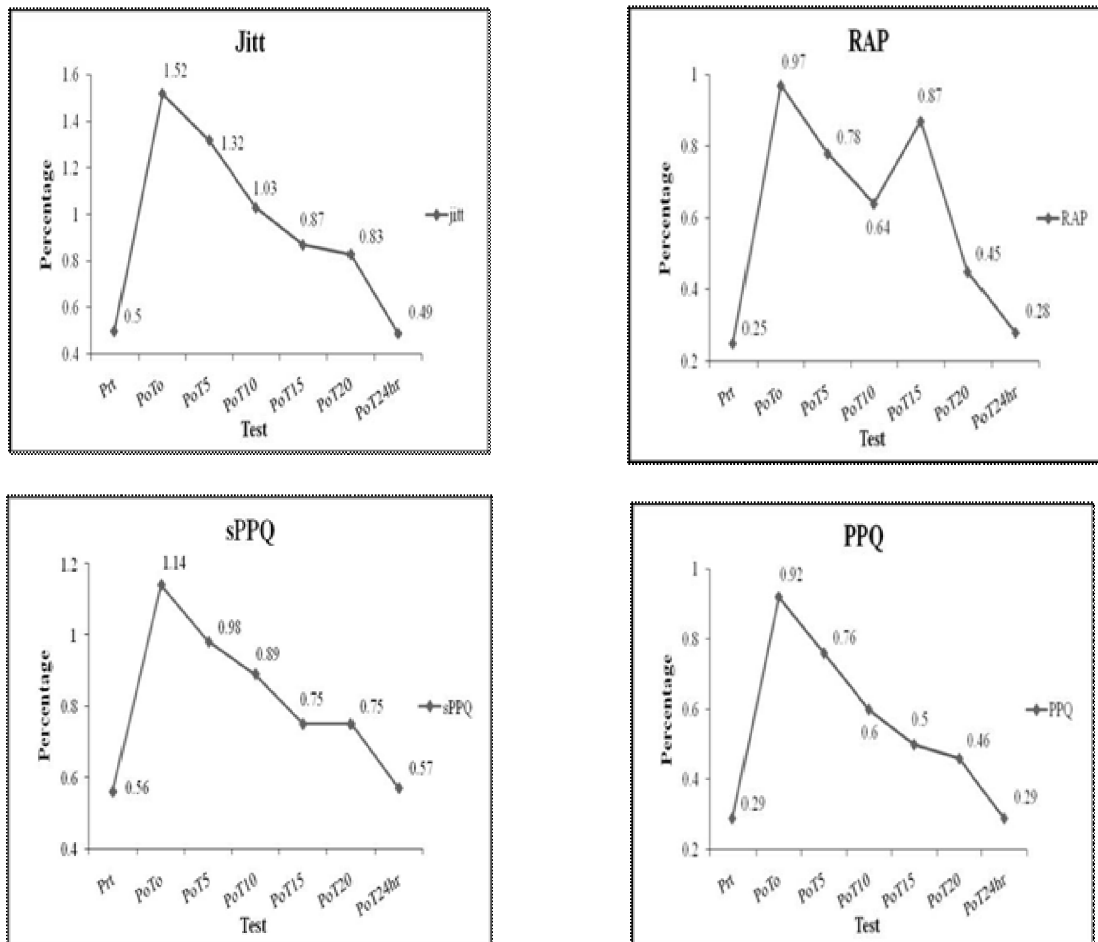 Jitt
1.6
1.4
1.2
1
0.8
0.6
0.4
Percentage
0.5
1.52
1.32
1.03
0.87
0.83
0.49
jitt
Prt
PoTo
PoT5
PoT10
PoT15
PoT20
PoT24hr
Test
RAP
1
0.8
0.6
0.4
0.2
Percentage
0.25
0.97
0.78
0.64
0.87
0.45
0.28
RAP
Prt
PoTo
PoT5
PoT10
PoT15
PoT20
PoT24hr
Test
sPPQ
1.2
1
0.8
0.6
0.4
Percentage
0.56
1.14
0.98
0.89
0.75
0.75
0.57
sPPQ
Prt
PoTo
PoT5
PoT10
PoT15
PoT20
PoT24hr
Test
PPQ
1
0.8
0.6
0.4
0.2
Percentage
0.29
0.92
0.76
0.6
0.5
0.46
0.29
PPQ
Prt
PoTo
PoT5
PoT10
PoT15
PoT20
PoT24hr
Test